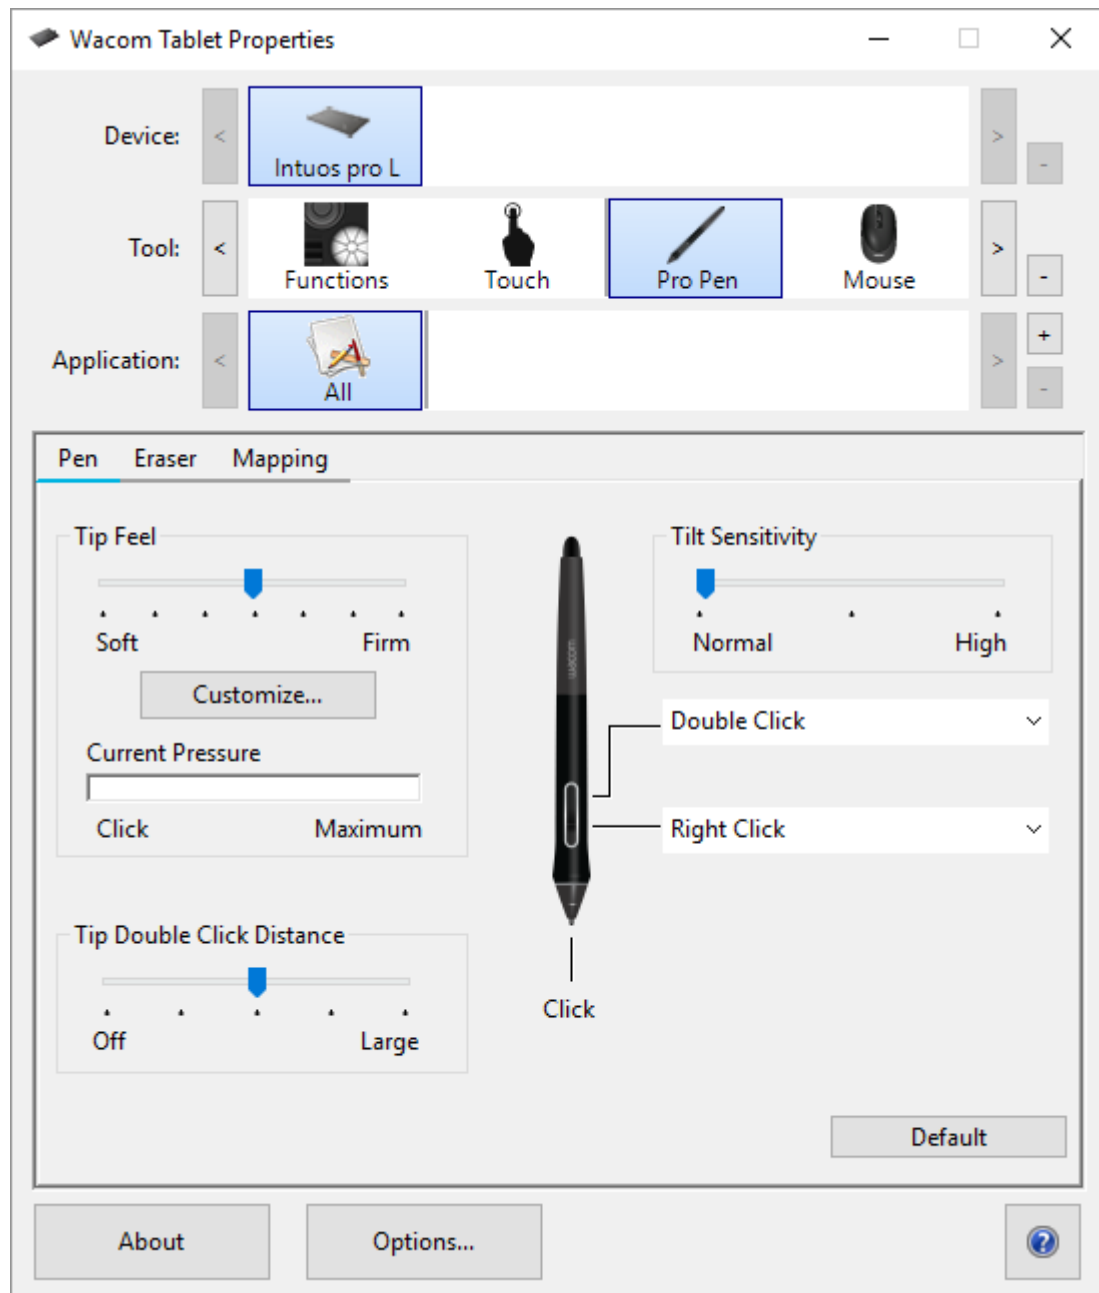 Wacom Tablet Properties
Device:
<
Intuos pro L
>
-
Tool:
<
Functions
Touch
Pro Pen
Mouse
>
-
Application:
<
All
>
+
-
Pen Eraser Mapping
Tip Feel
Soft Firm
Customize...
Current Pressure
Click Maximum
Tip Double Click Distance
Off Large
wacom
Click
Tilt Sensitivity
Normal High
Double Click
Right Click
Default
About
Options...
?